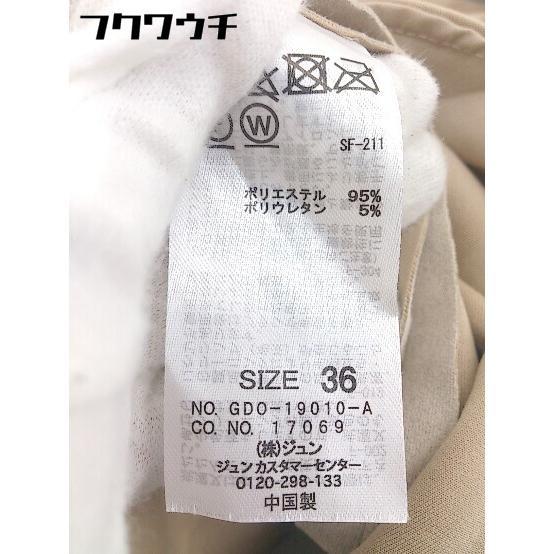 フクワウチ
W
SF-211
ポリエステル 95%
ポリウレタン 5%
SIZE 36
NO. GDO-19010-A
CO. NO. 17069
(株)ジュン
ジュンカスタマーセンター
0120-298-133
中国製